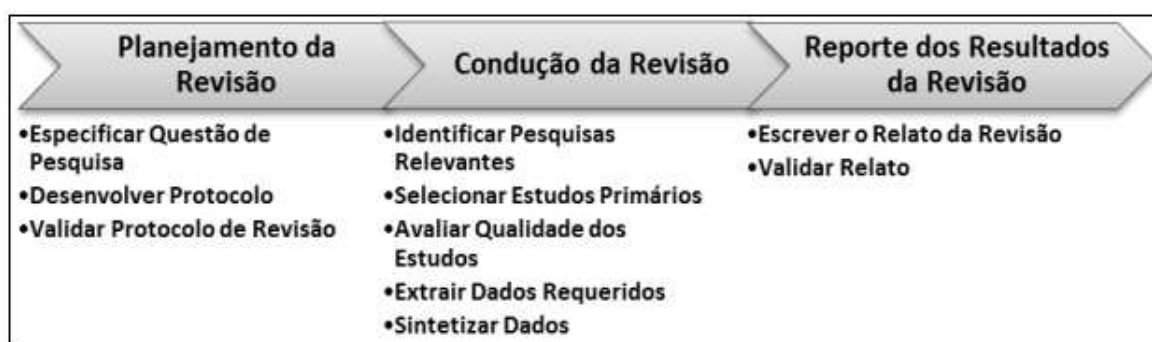 Planejamento da
Revisão
•Especificar Questão de
Pesquisa
•Desenvolver Protocolo
•Validar Protocolo de Revisão
Condução da Revisão
•Identificar Pesquisas
Relevantes
•Selecionar Estudos Primários
•Avaliar Qualidade dos
Estudos
•Extrair Dados Requeridos
•Sintetizar Dados
Reporte dos Resultados
da Revisão
•Escrever o Relato da Revisão
•Validar Relato